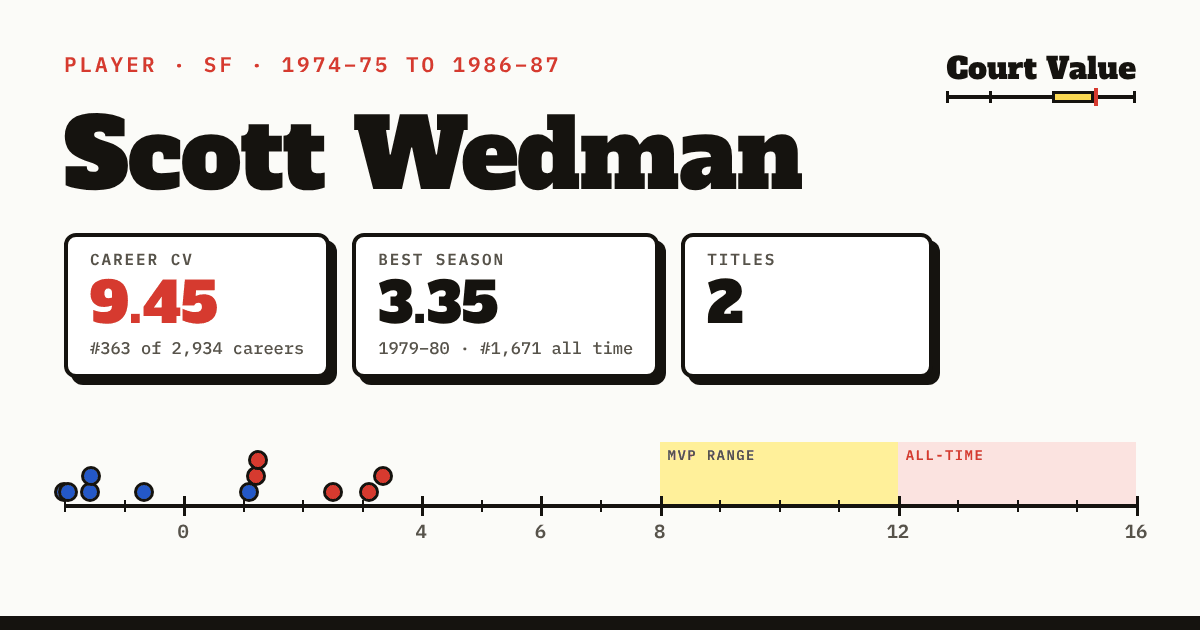 PLAYER · SF · 1974–75 TO 1986–87
Court Value
Scott Wedman
CAREER CV
9.45
#363 of 2,934 careers
BEST SEASON
3.35
1979–80 · #1,671 all time
TITLES
2
MVP RANGE
ALL-TIME
0
4
6
8
12
16